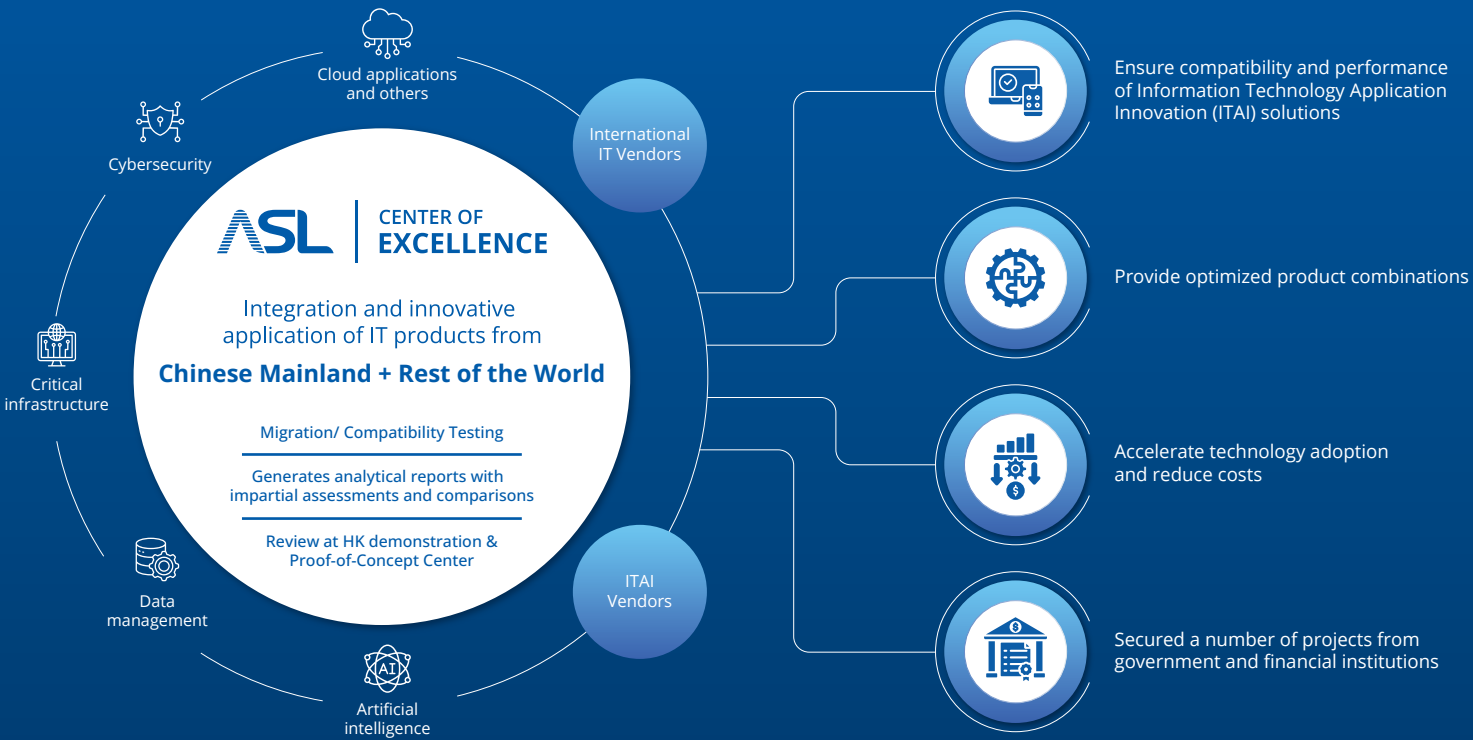 Cloud applications
and others
Cybersecurity
Critical
infrastructure
Data
management
AI
Artificial
intelligence
International
IT Vendors
ITAI
Vendors
ASL
CENTER OF
EXCELLENCE
Integration and innovative
application of IT products from
Chinese Mainland + Rest of the World
Migration/ Compatibility Testing
Generates analytical reports with
impartial assessments and comparisons
Review at HK demonstration &
Proof-of-Concept Center
Ensure compatibility and performance
of Information Technology Application
Innovation (ITAI) solutions
Provide optimized product combinations
$
Accelerate technology adoption
and reduce costs
$
Secured a number of projects from
government and financial institutions